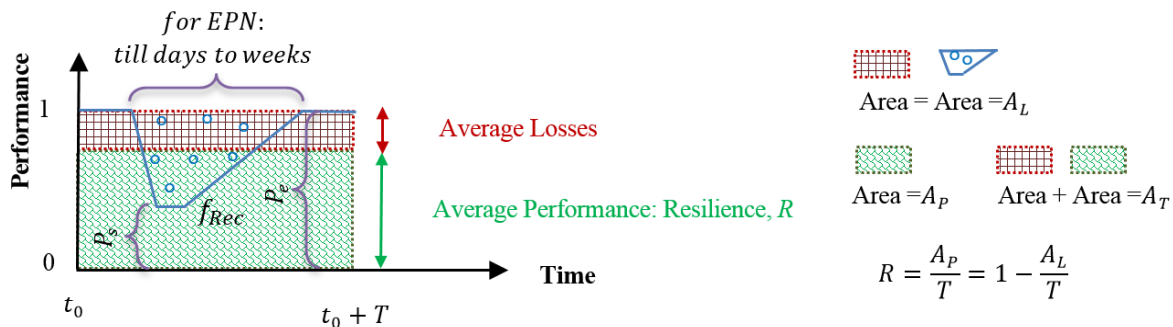 for EPN:
till days to weeks
Performance
1
0
P_s
f_Rec
P_e
Average Losses
Average Performance: Resilience, R
Time
t_0
t_0 + T
Area = Area =A_L
Area =A_P
Area + Area =A_T
R = A_P/T = 1 − A_L/T